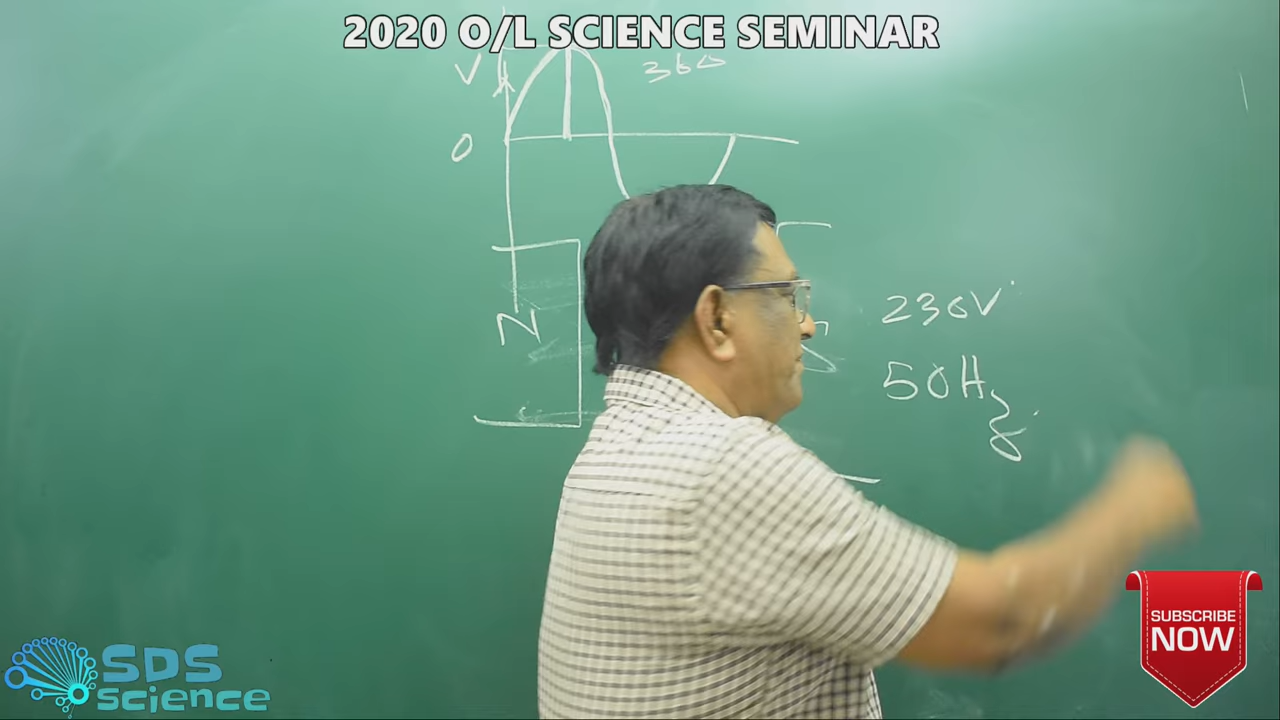 2020 O/L SCIENCE SEMINAR
V
360
0
230V
N
50Hz
SUBSCRIBE
NOW
SDS
science